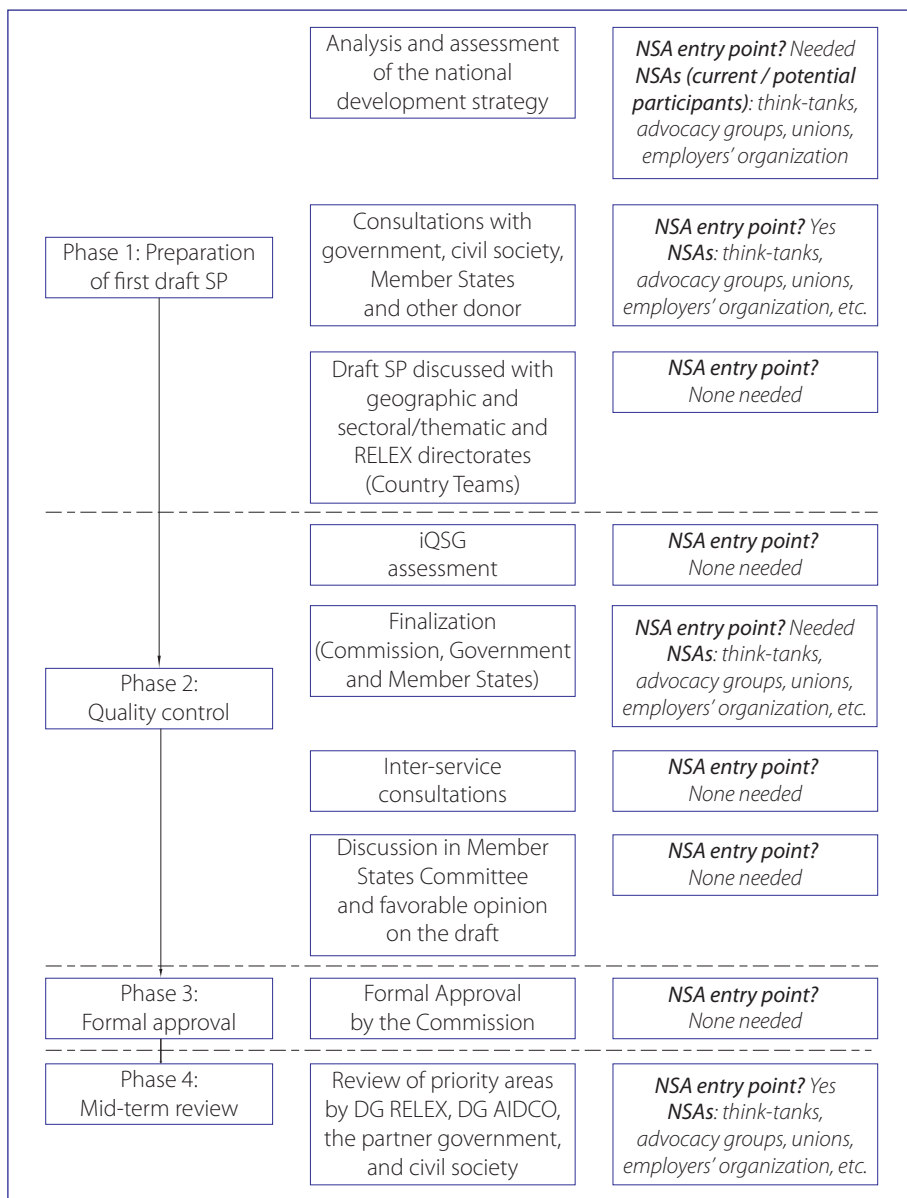 Analysis and assessment
of the national
development strategy
NSA entry point? Needed
NSAs (current / potential
participants): think-tanks,
advocacy groups, unions,
employers’ organization
Phase 1: Preparation
of first draft SP
Consultations with
government, civil society,
Member States
and other donor
NSA entry point? Yes
NSAs: think-tanks,
advocacy groups, unions,
employers’ organization, etc.
Draft SP discussed with
geographic and
sectoral/thematic and
RELEX directorates
(Country Teams)
NSA entry point?
None needed
iQSG
assessment
NSA entry point?
None needed
Phase 2:
Quality control
Finalization
(Commission, Government
and Member States)
NSA entry point? Needed
NSAs: think-tanks,
advocacy groups, unions,
employers’ organization, etc.
Inter-service
consultations
NSA entry point?
None needed
Discussion in Member
States Committee
and favorable opinion
on the draft
NSA entry point?
None needed
Phase 3:
Formal approval
Formal Approval
by the Commission
NSA entry point?
None needed
Phase 4:
Mid-term review
Review of priority areas
by DG RELEX, DG AIDCO,
the partner government,
and civil society
NSA entry point? Yes
NSAs: think-tanks,
advocacy groups, unions,
employers’ organization, etc.